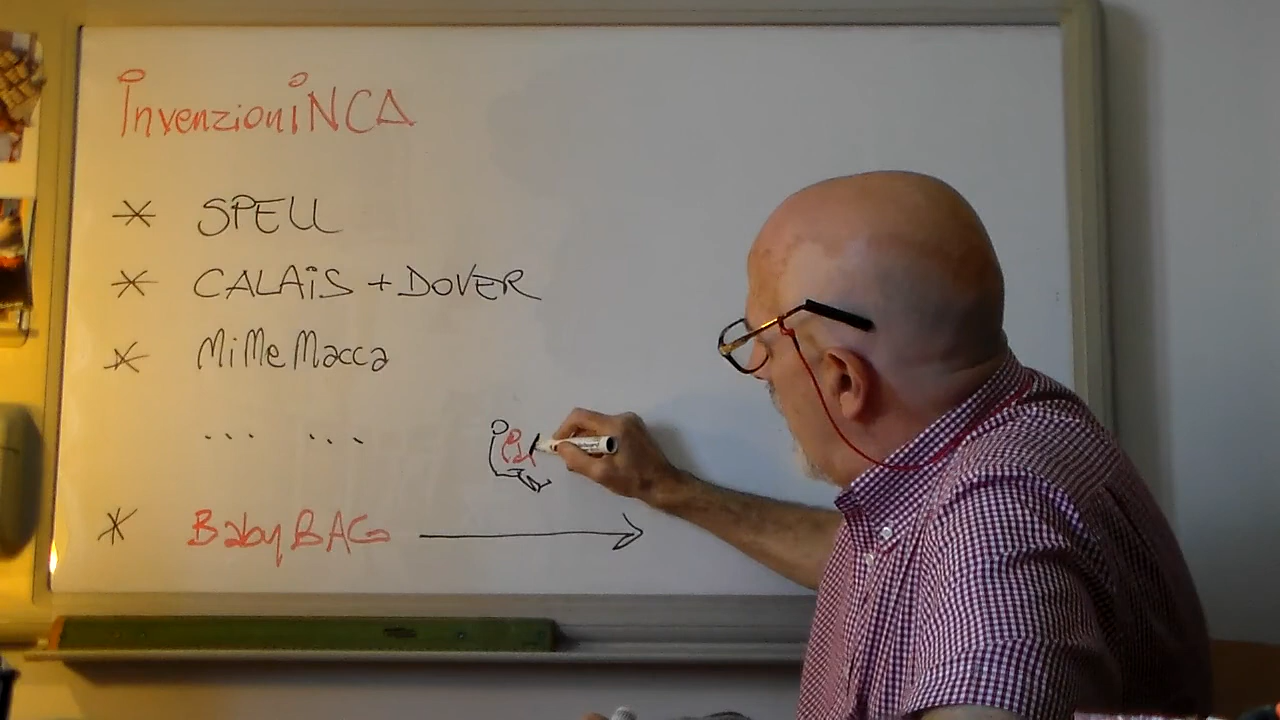 InvenzioniNCA
* SPELL
* CALAiS + DOVER
* MiMeMacca
... ...
* BabyBAG